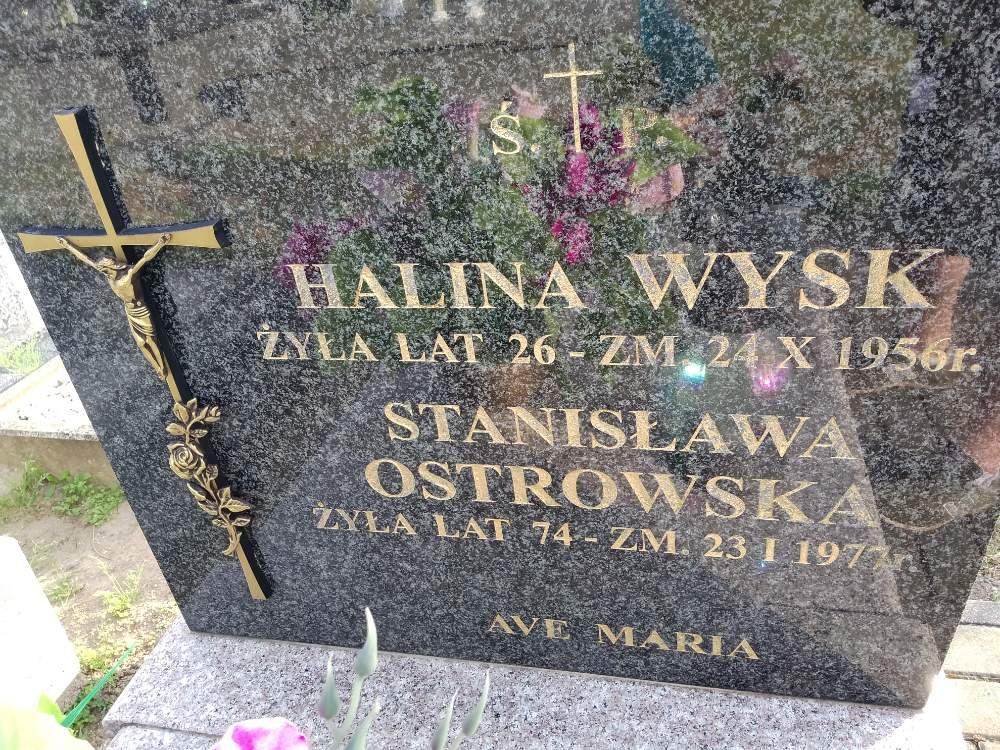 Ś. P.
HALINA WYSK
ŻYŁA LAT 26 - ZM. 24 X 1956r.
STANISŁAWA
OSTROWSKA
ŻYŁA LAT 74 - ZM. 23 I 1977r.
AVE MARIA